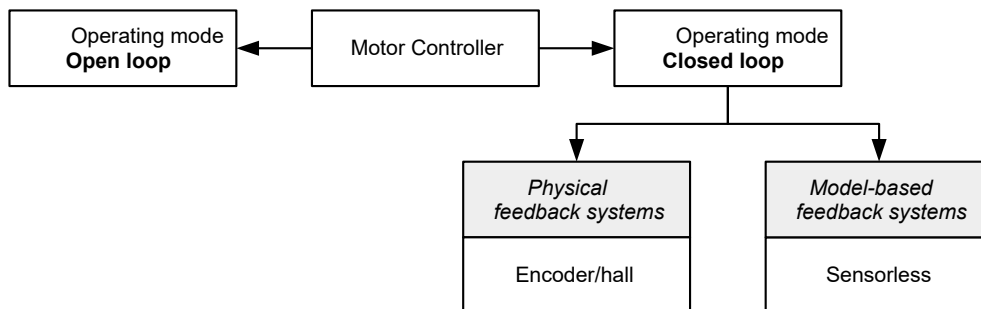 Operating mode
Open loop
Motor Controller
Operating mode
Closed loop
Physical
feedback systems
Encoder/hall
Model-based
feedback systems
Sensorless